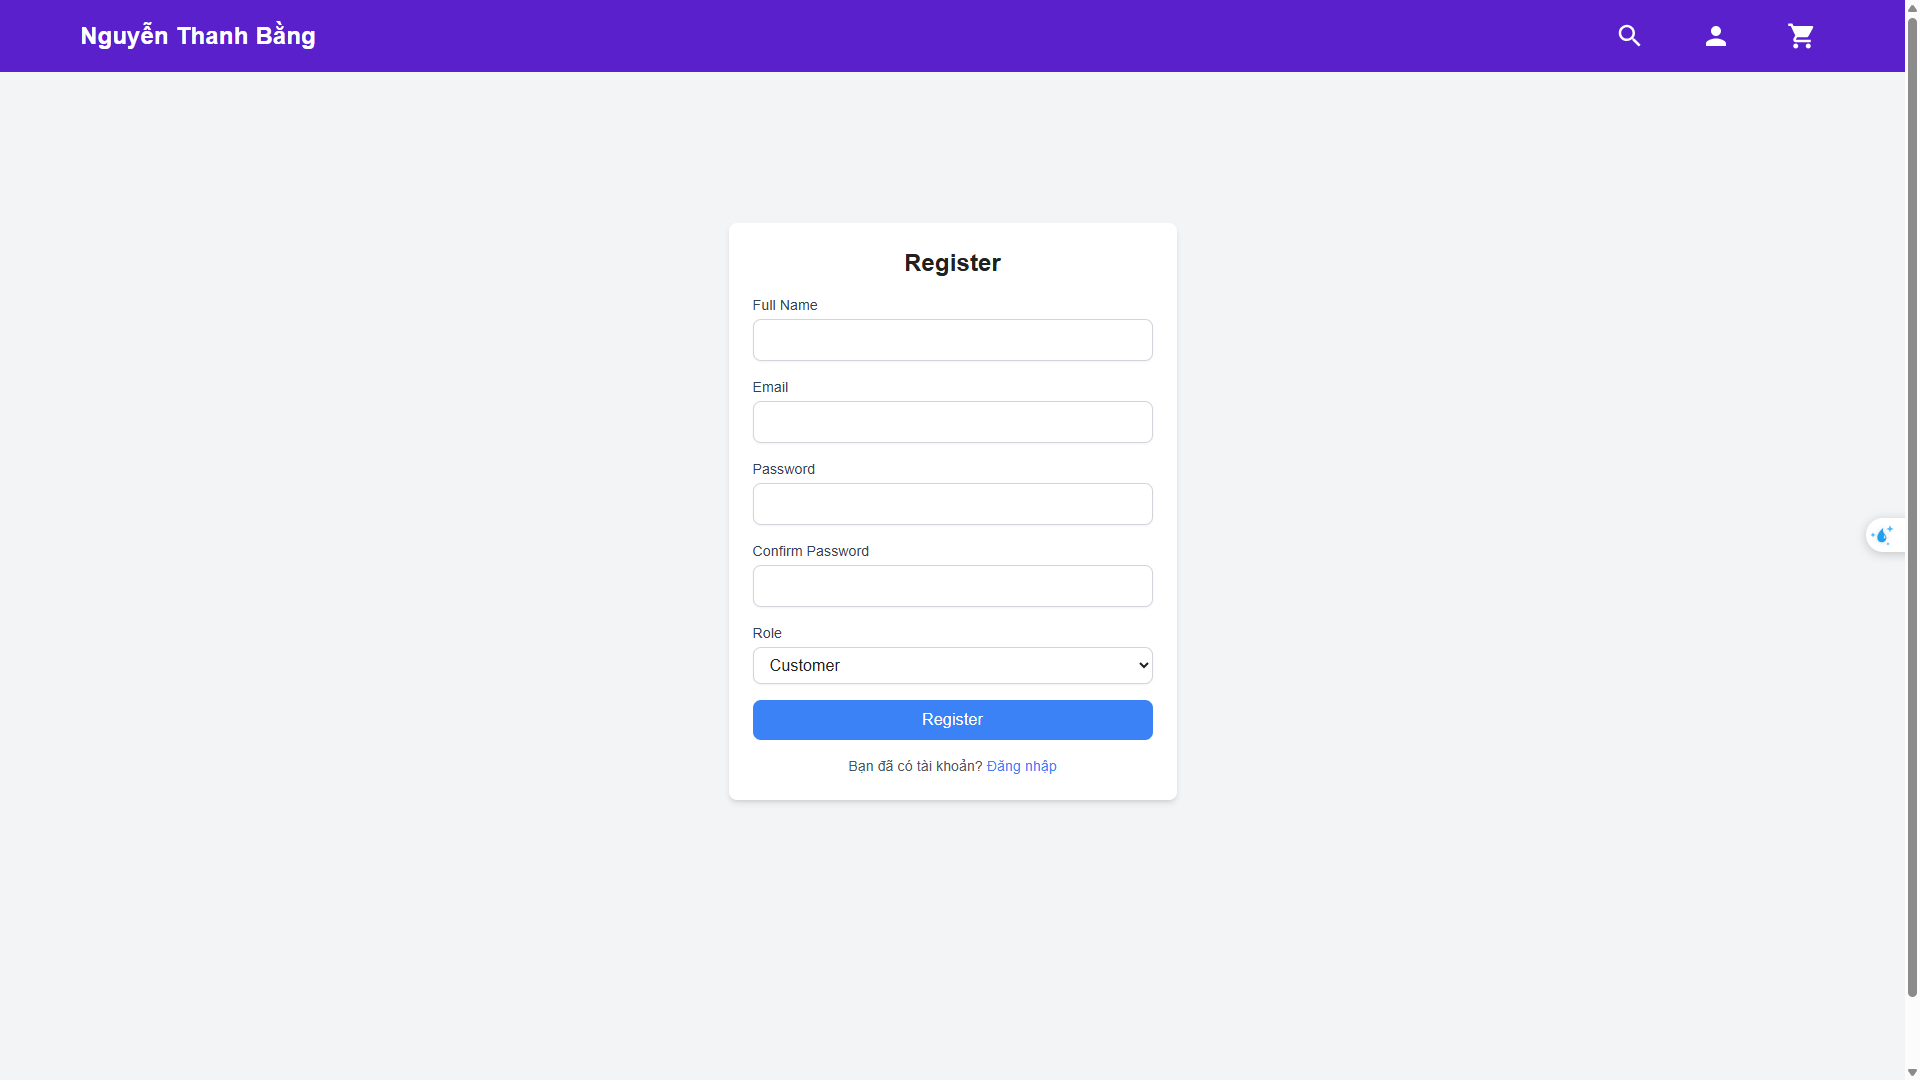 Nguyễn Thanh Bằng
Register
Full Name
Email
Password
Confirm Password
Role
Customer
Register
Bạn đã có tài khoản? Đăng nhập